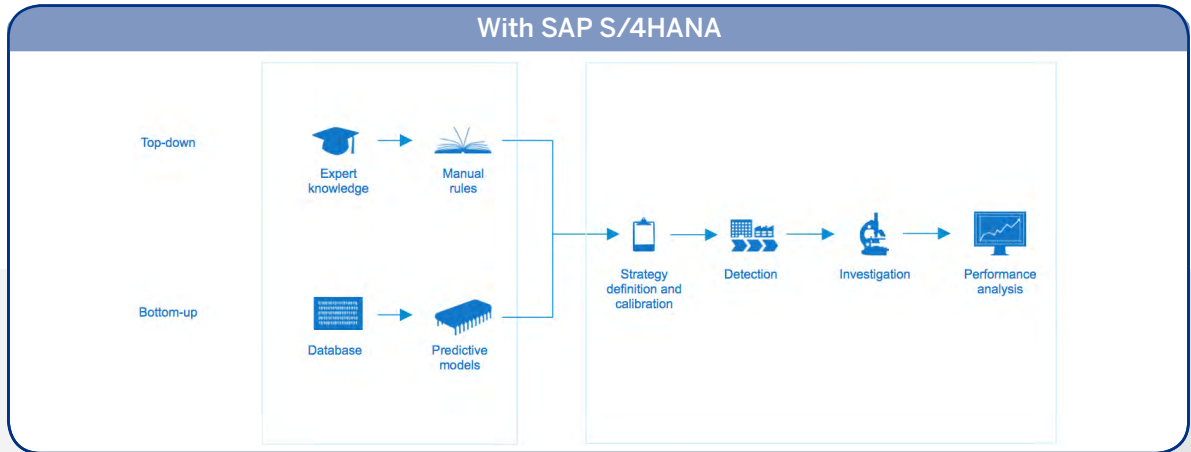 With SAP S/4HANA
Top-down
Expert
knowledge
Manual
rules
Strategy
definition and
calibration
Detection
Investigation
Performance
analysis
Bottom-up
Database
Predictive
models